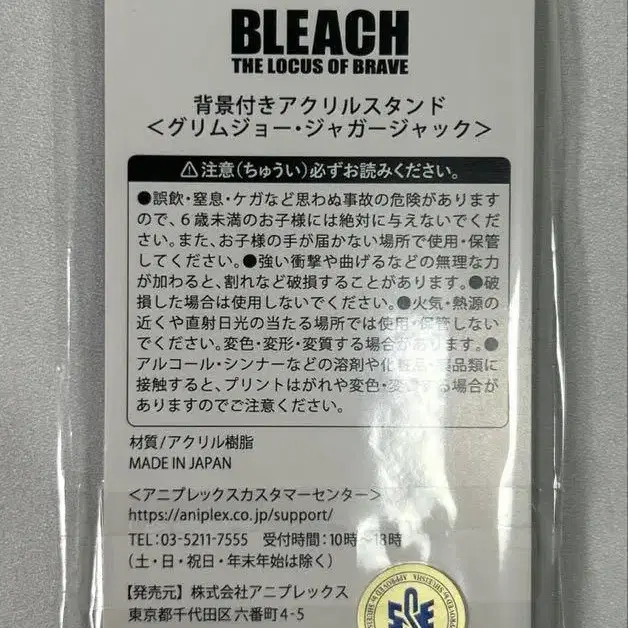 BLEACH
THE LOCUS OF BRAVE
背景付きアクリルスタンド
＜グリムジョー・ジャガージャック＞
⚠注意(ちゅうい)必ずお読みください。
●誤飲・窒息・ケガなど思わぬ事故の危険があります
ので、６歳未満のお子様には絶対に与えないでくだ
さい。また、お子様の手が届かない場所で使用・保管
してください。●強い衝撃や曲げるなどの無理な力
が加わると、割れなど破損することがあります。●破
損した場合は使用しないでください。●火気・熱源の
近くや直射日光の当たる場所では使用・保管しない
でください。変色・変形・変質する場合があります。●
アルコール・シンナーなどの溶剤や化粧品・薬品類に
接触すると、プリントはがれや変色・変質する場合が
ありますのでご注意ください。
材質/アクリル樹脂
MADE IN JAPAN
＜アニプレックスカスタマーセンター＞
https://aniplex.co.jp/support/
TEL:03-5211-7555 受付時間:10時～18時
(土・日・祝日・年末年始は除く)
【発売元】株式会社アニプレックス
東京都千代田区六番町4-5